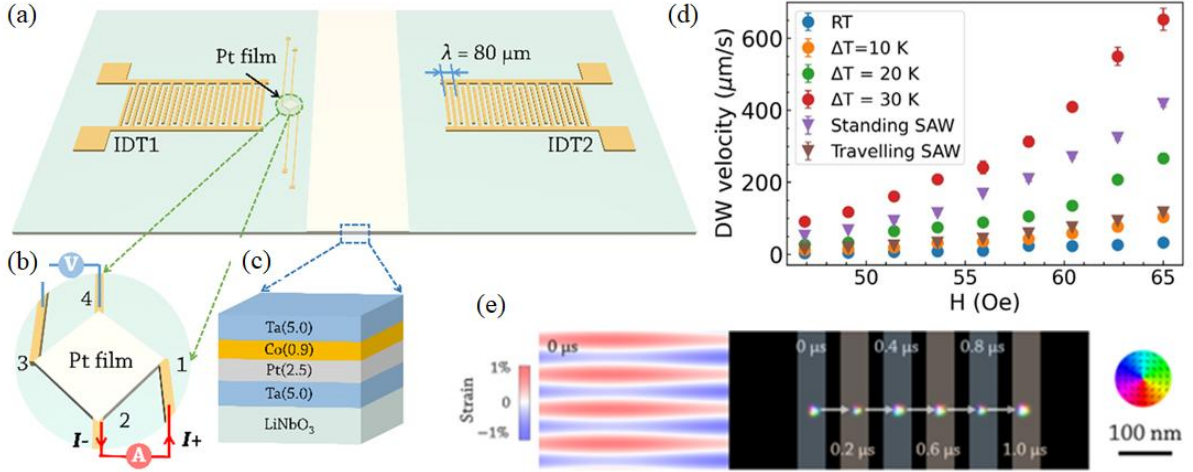 (a)
Pt film
λ = 80 μm
IDT1
IDT2
(b)
V
4
Pt film
3
1
2
I-
I+
A
(c)
Ta(5.0)
Co(0.9)
Pt(2.5)
Ta(5.0)
LiNbO₃
(d)
DW velocity (μm/s)
600
400
200
0
RT
ΔT=10 K
ΔT = 20 K
ΔT = 30 K
Standing SAW
Travelling SAW
50
55
60
65
H (Oe)
(e)
Strain
1%
0
−1%
0 μs
0 μs
0.4 μs
0.8 μs
0.2 μs
0.6 μs
1.0 μs
100 nm